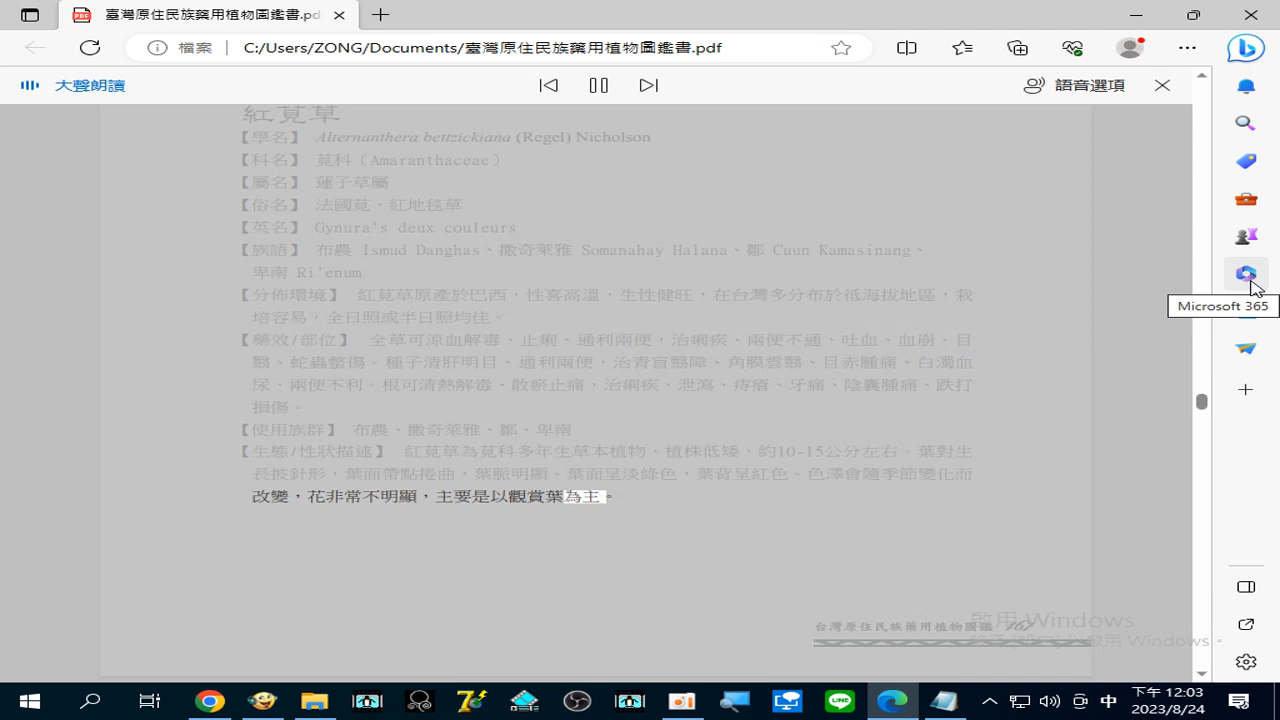 臺灣原住民族藥用植物圖鑑書.pd
檔案 C:/Users/ZONG/Documents/臺灣原住民族藥用植物圖鑑書.pdf
大聲朗讀
語音選項
紅莧草
【學名】 Alternanthera bettzickiana (Regel) Nicholson
【科名】 莧科（Amaranthaceae）
【屬名】 蓮子草屬
【俗名】 法國莧、紅地毯草
【英名】 Gynura's deux couleurs
【族語】 布農 Ismud Danghas、撒奇萊雅 Somanahay Halana、鄒 Cuun Kamasinang、
卑南 Ri'enum
【分佈環境】 紅莧草原產於巴西，性喜高溫，生性健旺，在台灣多分布於低海拔地區，栽
培容易，全日照或半日照均佳。
【藥效/部位】 全草可涼血解毒、止痢、通利兩便，治痢疾、兩便不通、吐血、血崩、目
翳、蛇蟲螫傷。種子清肝明目、通利兩便，治青盲翳障、角膜雲翳、目赤腫痛、白濁血
尿、兩便不利。根可清熱解毒、散瘀止痛，治痢疾、泄瀉、痔瘡、牙痛、陰囊腫痛、跌打
損傷。
【使用族群】 布農、撒奇萊雅、鄒、卑南
【生態/性狀描述】 紅莧草為莧科多年生草本植物，植株低矮，約10-15公分左右。葉對生
長披針形，葉面帶點捲曲，葉脈明顯。葉面呈淡綠色，葉背呈紅色。色澤會隨季節變化而
改變，花非常不明顯，主要是以觀賞葉為主。
Microsoft 365
啟用 Windows
台灣原住民族藥用植物圖鑑
啟用 Windows。
中
下午 12:03
2023/8/24